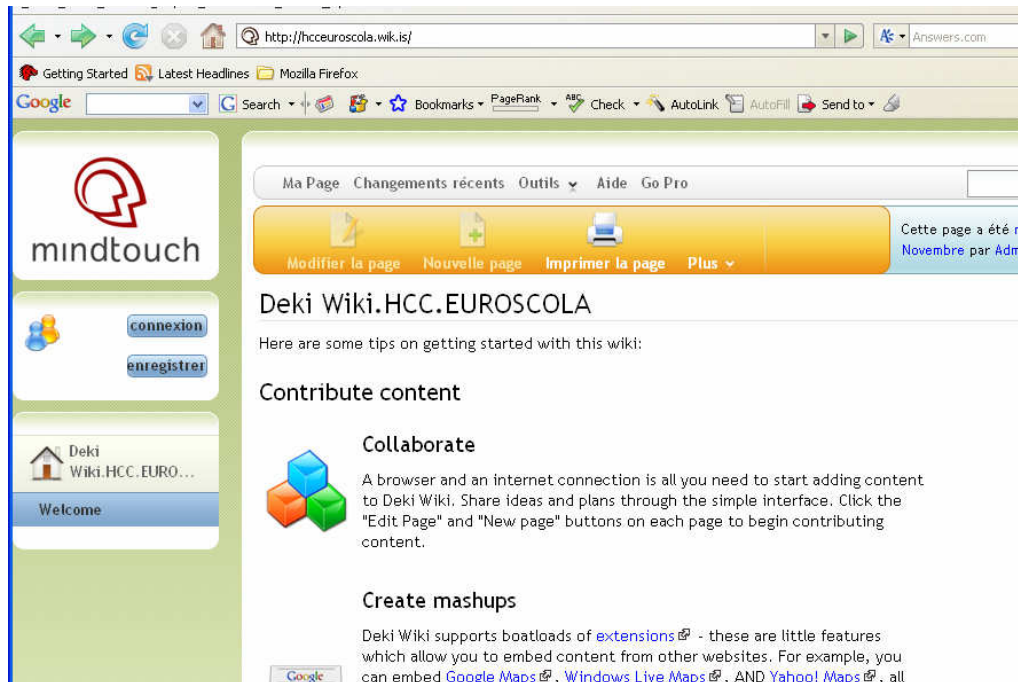 http://hcceuroscola.wik.is/
Answers.com
Getting Started Latest Headlines Mozilla Firefox
Google Search Bookmarks PageRank ABC Check AutoLink AutoFill Send to
mindtouch
Ma Page Changements récents Outils Aide Go Pro
Modifier la page Nouvelle page Imprimer la page Plus
Cette page a été
Novembre par
connexion
enregistrer
Deki
Wiki.HCC.EURO...
Welcome
Deki Wiki.HCC.EUROSCOLA
Here are some tips on getting started with this wiki:
Contribute content
Collaborate
A browser and an internet connection is all you need to start adding content
to Deki Wiki. Share ideas and plans through the simple interface. Click the
"Edit Page" and "New page" buttons on each page to begin contributing
content.
Create mashups
Deki Wiki supports boatloads of extensions - these are little features
which allow you to embed content from other websites. For example, you
Google
can embed Google Maps, Windows Live Maps, AND Yahoo! Maps, all